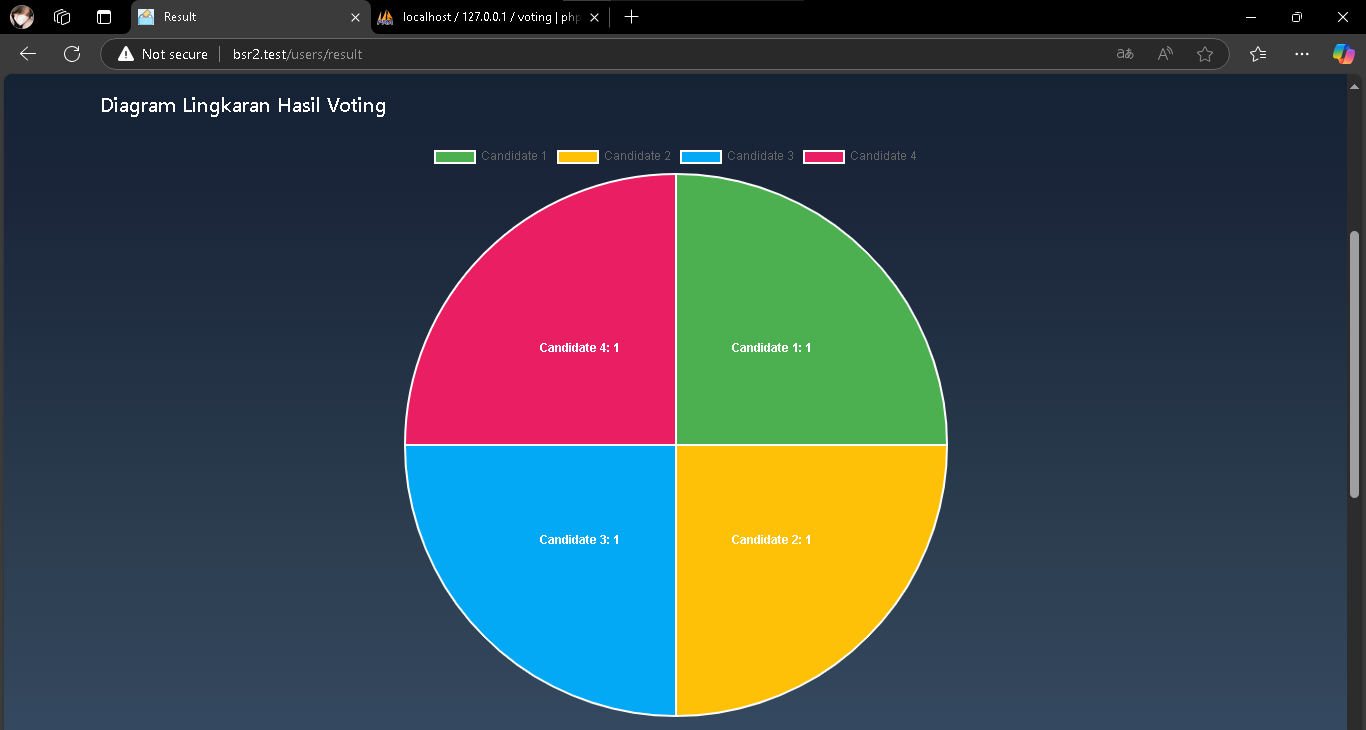 Result
localhost / 127.0.0.1 / voting | php
Not secure
bsr2.test/users/result
Diagram Lingkaran Hasil Voting
Candidate 1 Candidate 2 Candidate 3 Candidate 4
Candidate 4: 1 Candidate 1: 1
Candidate 3: 1 Candidate 2: 1